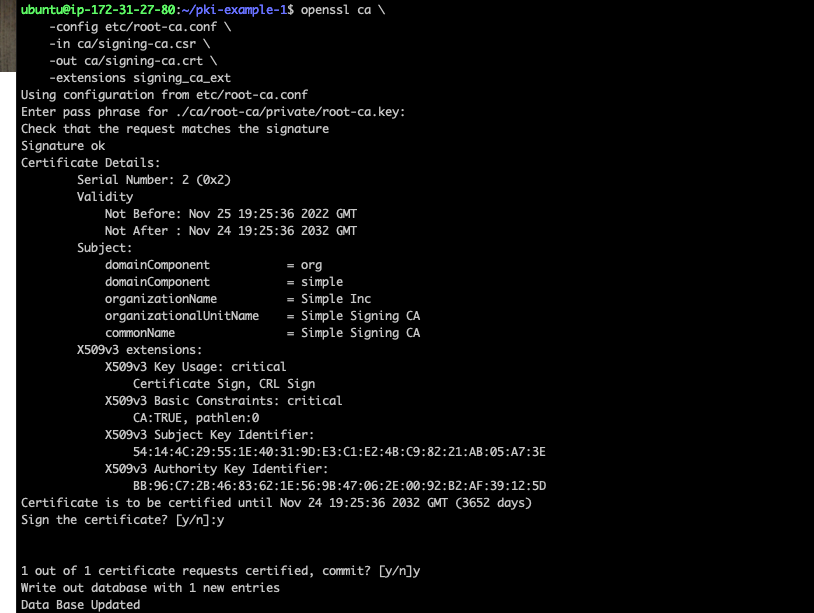 ubuntu@ip-172-31-27-80:~/pki-example-1$ openssl ca \
    -config etc/root-ca.conf \
    -in ca/signing-ca.csr \
    -out ca/signing-ca.crt \
    -extensions signing_ca_ext
Using configuration from etc/root-ca.conf
Enter pass phrase for ./ca/root-ca/private/root-ca.key:
Check that the request matches the signature
Signature ok
Certificate Details:
        Serial Number: 2 (0x2)
        Validity
            Not Before: Nov 25 19:25:36 2022 GMT
            Not After : Nov 24 19:25:36 2032 GMT
        Subject:
            domainComponent           = org
            domainComponent           = simple
            organizationName          = Simple Inc
            organizationalUnitName    = Simple Signing CA
            commonName                = Simple Signing CA
        X509v3 extensions:
            X509v3 Key Usage: critical
                Certificate Sign, CRL Sign
            X509v3 Basic Constraints: critical
                CA:TRUE, pathlen:0
            X509v3 Subject Key Identifier:
                54:14:4C:29:55:1E:40:31:9D:E3:C1:E2:4B:C9:82:21:AB:05:A7:3E
            X509v3 Authority Key Identifier:
                BB:96:C7:2B:46:83:62:1E:56:9B:47:06:2E:00:92:B2:AF:39:12:5D
Certificate is to be certified until Nov 24 19:25:36 2032 GMT (3652 days)
Sign the certificate? [y/n]:y
1 out of 1 certificate requests certified, commit? [y/n]y
Write out database with 1 new entries
Data Base Updated